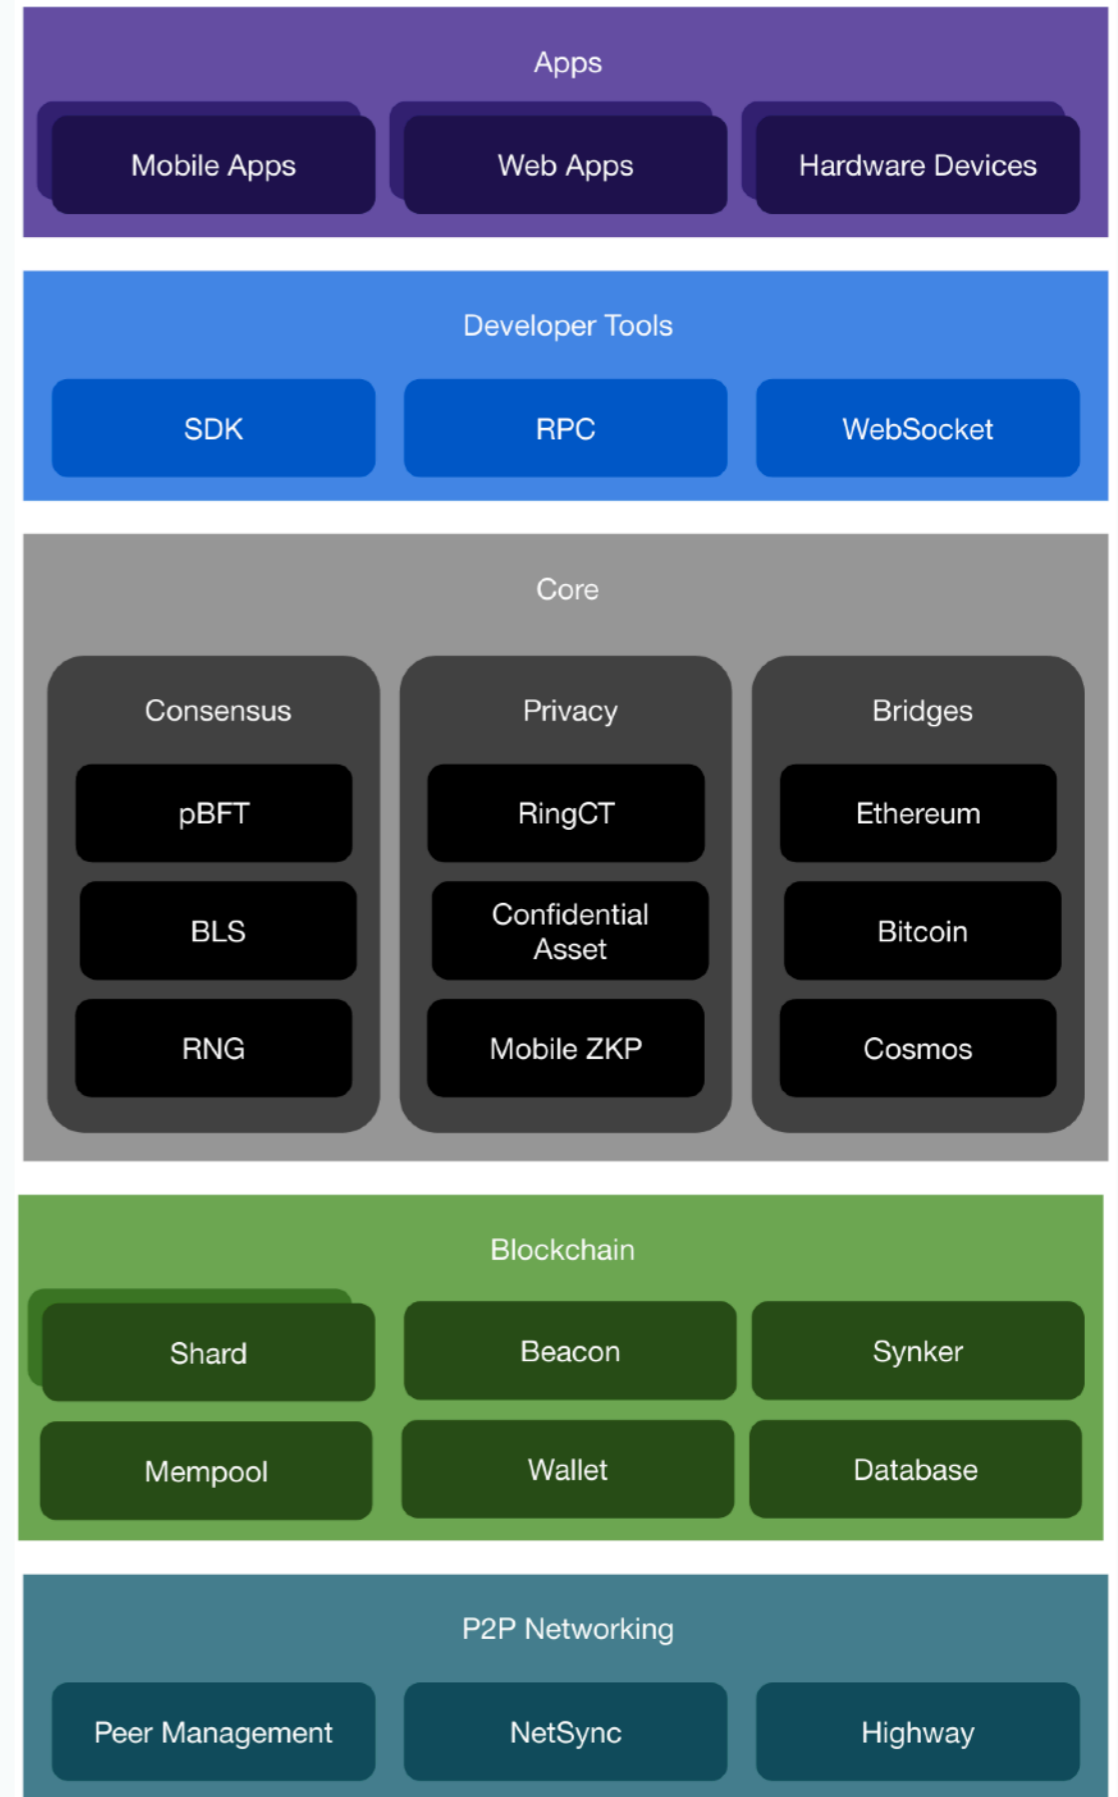 Apps
Mobile Apps
Web Apps
Hardware Devices
Developer Tools
SDK
RPC
WebSocket
Core
Consensus
pBFT
BLS
RNG
Privacy
RingCT
Confidential
Asset
Mobile ZKP
Bridges
Ethereum
Bitcoin
Cosmos
Blockchain
Shard
Beacon
Synker
Mempool
Wallet
Database
P2P Networking
Peer Management
NetSync
Highway